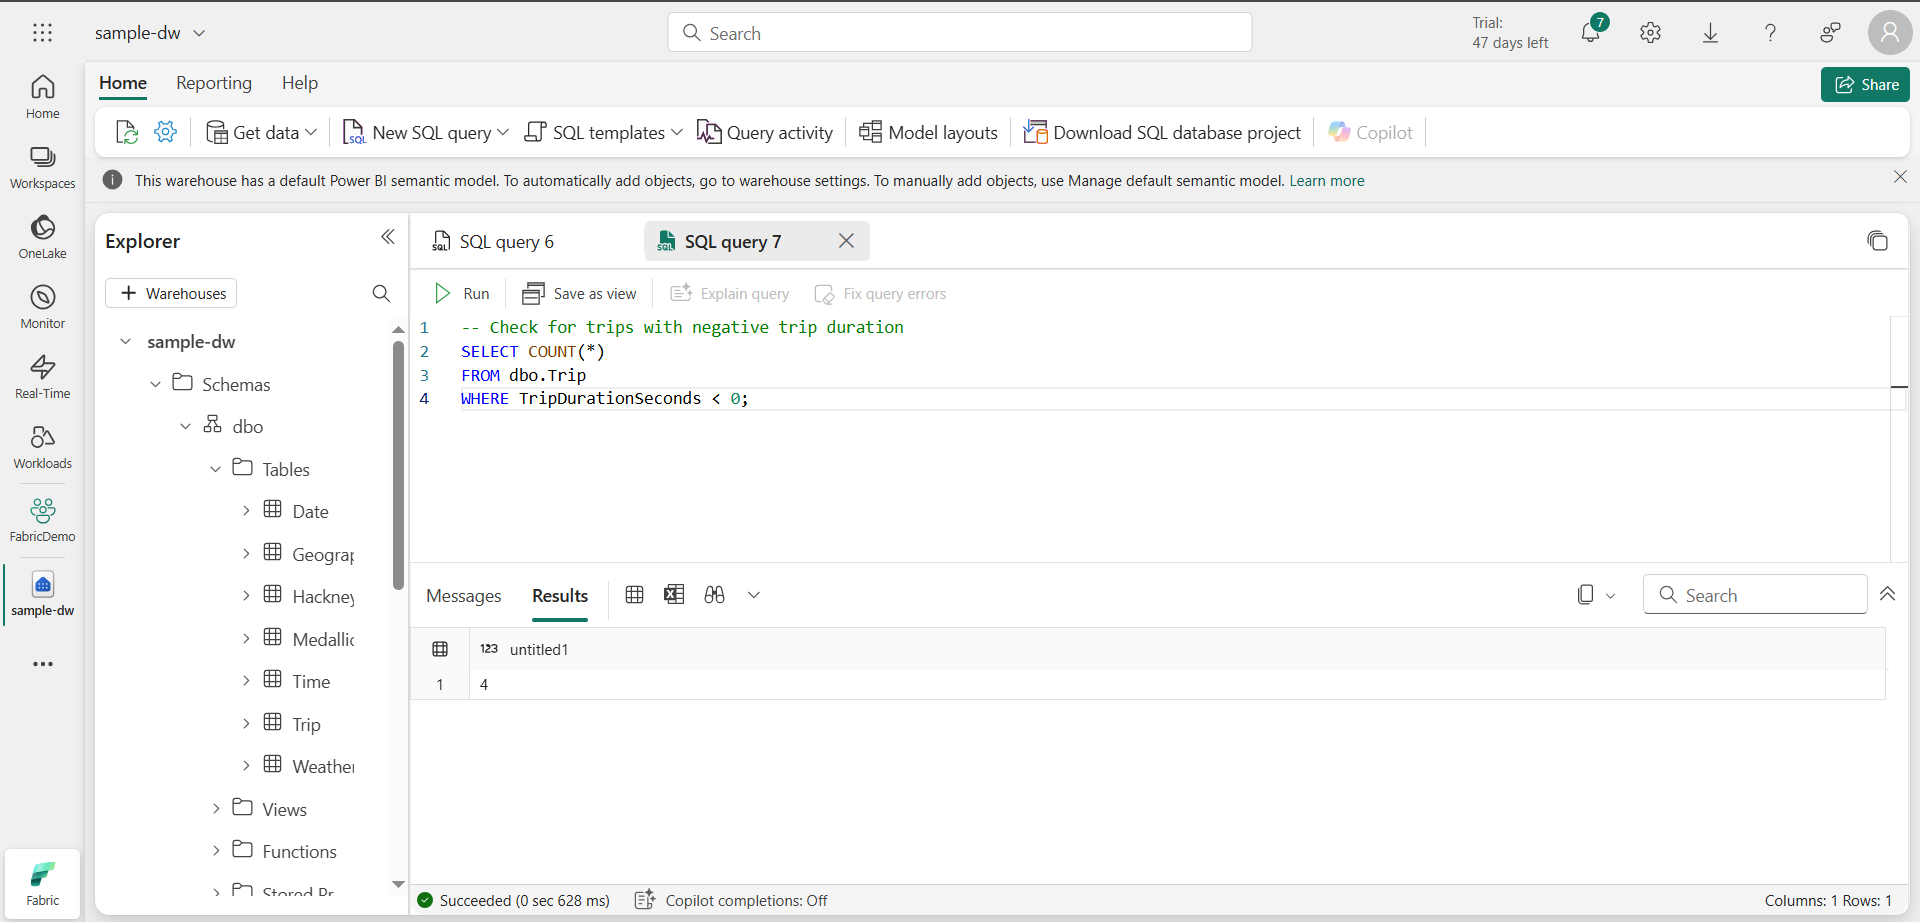 sample-dw
Search
Trial:
47 days left
7
Home
Reporting
Help
Share
Get data
New SQL query
SQL templates
Query activity
Model layouts
Download SQL database project
Copilot
This warehouse has a default Power BI semantic model. To automatically add objects, go to warehouse settings. To manually add objects, use Manage default semantic model. Learn more
Home
Workspaces
OneLake
Monitor
Real-Time
Workloads
FabricDemo
sample-dw
Fabric
Explorer
Warehouses
sample-dw
Schemas
dbo
Tables
Date
Geograp
Hackney
Medallic
Time
Trip
Weather
Views
Functions
Stored Pr
SQL query 6
SQL query 7
Run
Save as view
Explain query
Fix query errors
1 -- Check for trips with negative trip duration
2 SELECT COUNT(*)
3 FROM dbo.Trip
4 WHERE TripDurationSeconds < 0;
Messages
Results
Search
123 untitled1
1 4
Succeeded (0 sec 628 ms)
Copilot completions: Off
Columns: 1 Rows: 1